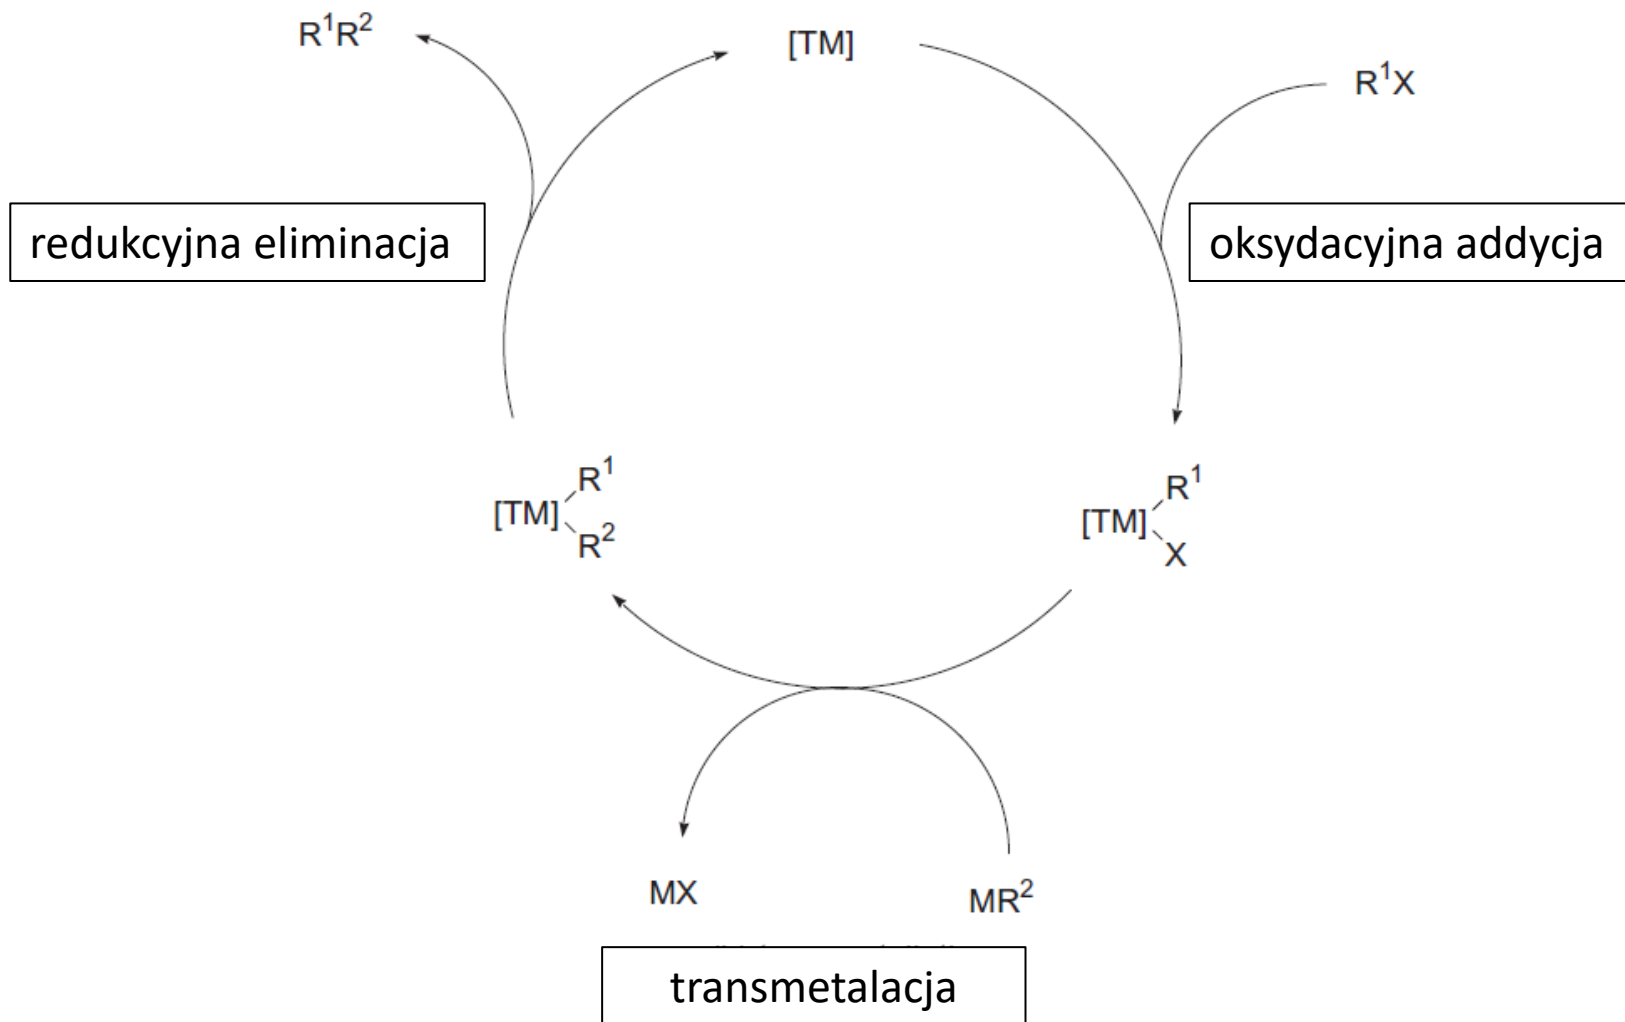 R¹R²
[TM]
R¹X
redukcyjna eliminacja
oksydacyjna addycja
R¹
[TM]
R²
R¹
[TM]
X
MX
MR²
transmetalacja